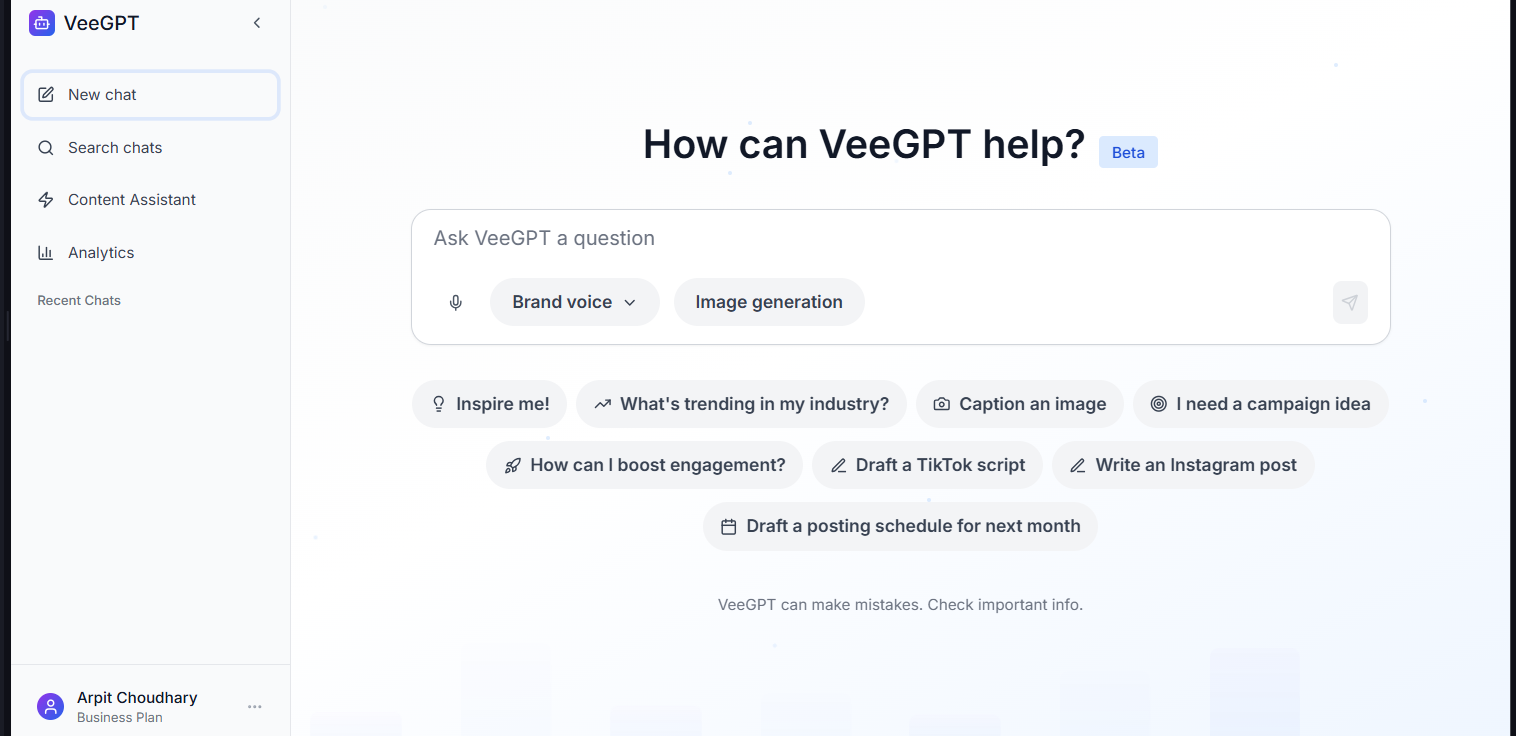 VeeGPT
New chat
Search chats
Content Assistant
Analytics
Recent Chats
Arpit Choudhary
Business Plan
How can VeeGPT help? Beta
Ask VeeGPT a question
Brand voice Image generation
Inspire me! What's trending in my industry? Caption an image I need a campaign idea
How can I boost engagement? Draft a TikTok script Write an Instagram post
Draft a posting schedule for next month
VeeGPT can make mistakes. Check important info.